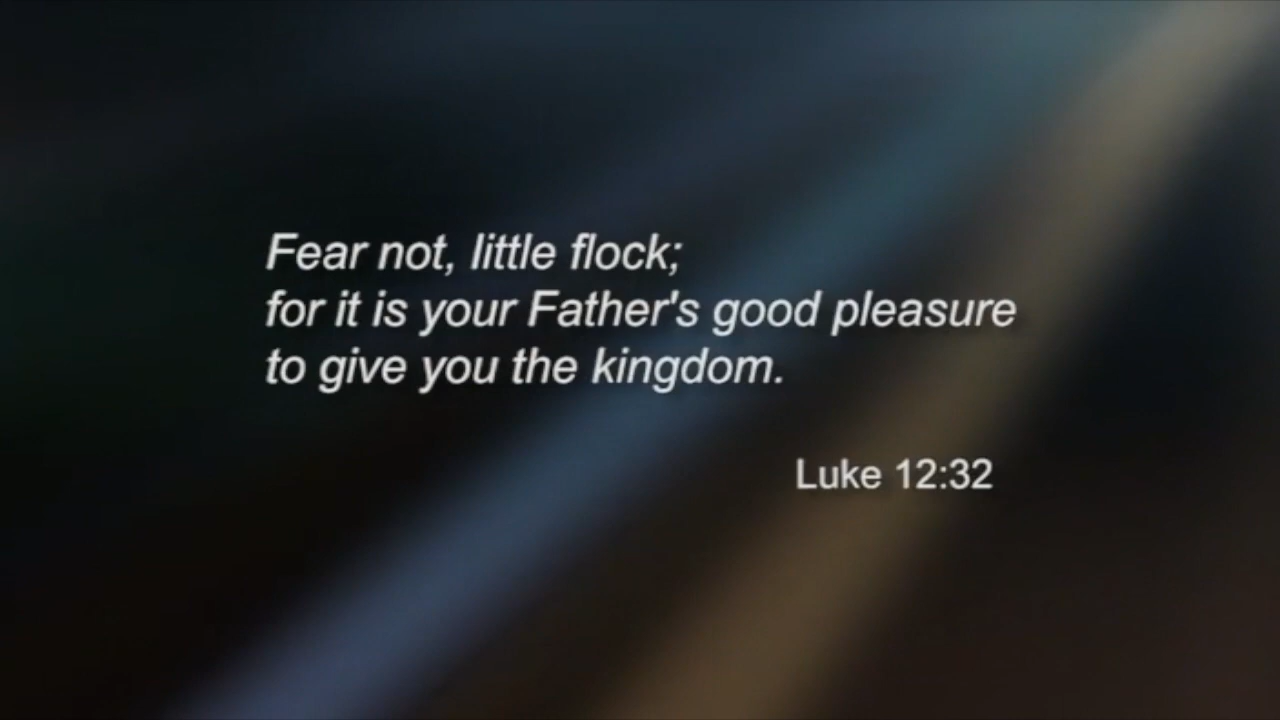 Fear not, little flock;
for it is your Father's good pleasure
to give you the kingdom.
Luke 12:32